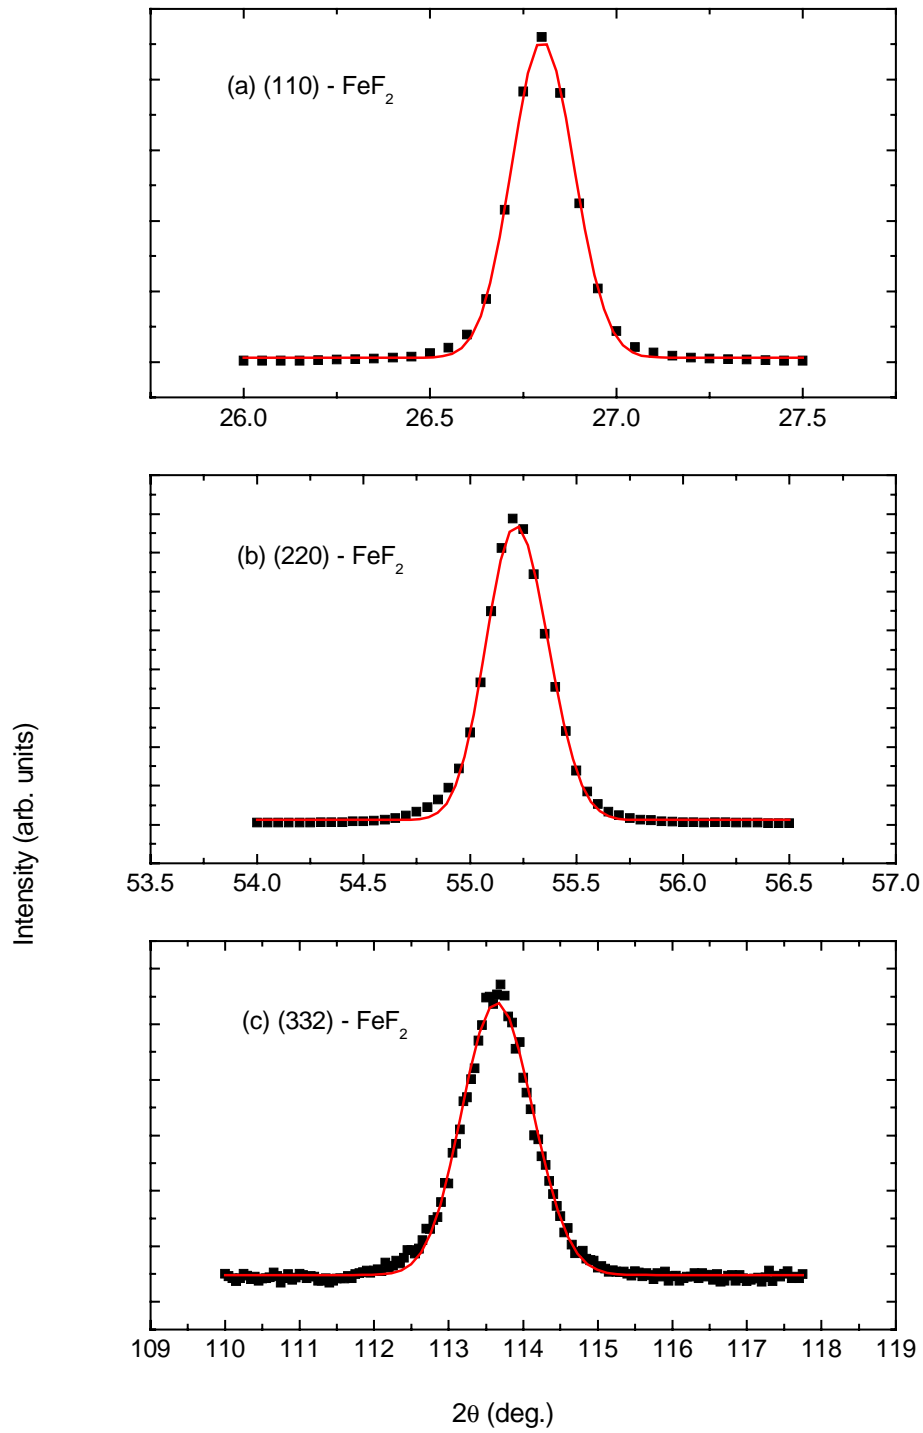 (a) (110) - FeF₂
26.0 26.5 27.0 27.5
(b) (220) - FeF₂
53.5 54.0 54.5 55.0 55.5 56.0 56.5 57.0
Intensity (arb. units)
(c) (332) - FeF₂
109 110 111 112 113 114 115 116 117 118 119
2θ (deg.)